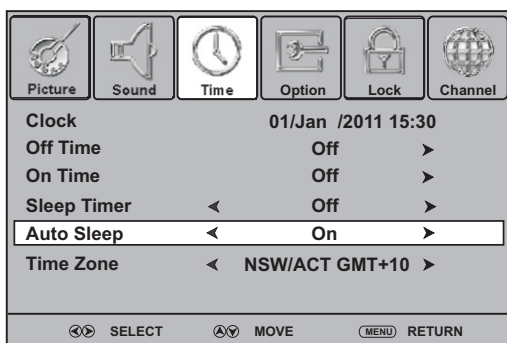 Picture Sound Time Option Lock Channel
Clock 01/Jan /2011 15:30
Off Time Off
On Time Off
Sleep Timer Off
Auto Sleep On
Time Zone NSW/ACT GMT+10
SELECT MOVE MENU RETURN